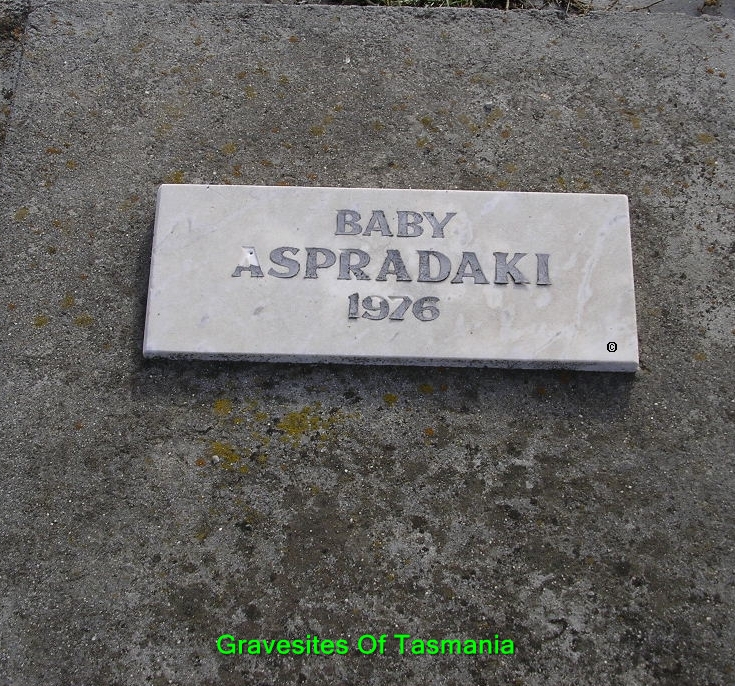 BABY
ASPRADAKI
1976
©
Gravesites Of Tasmania